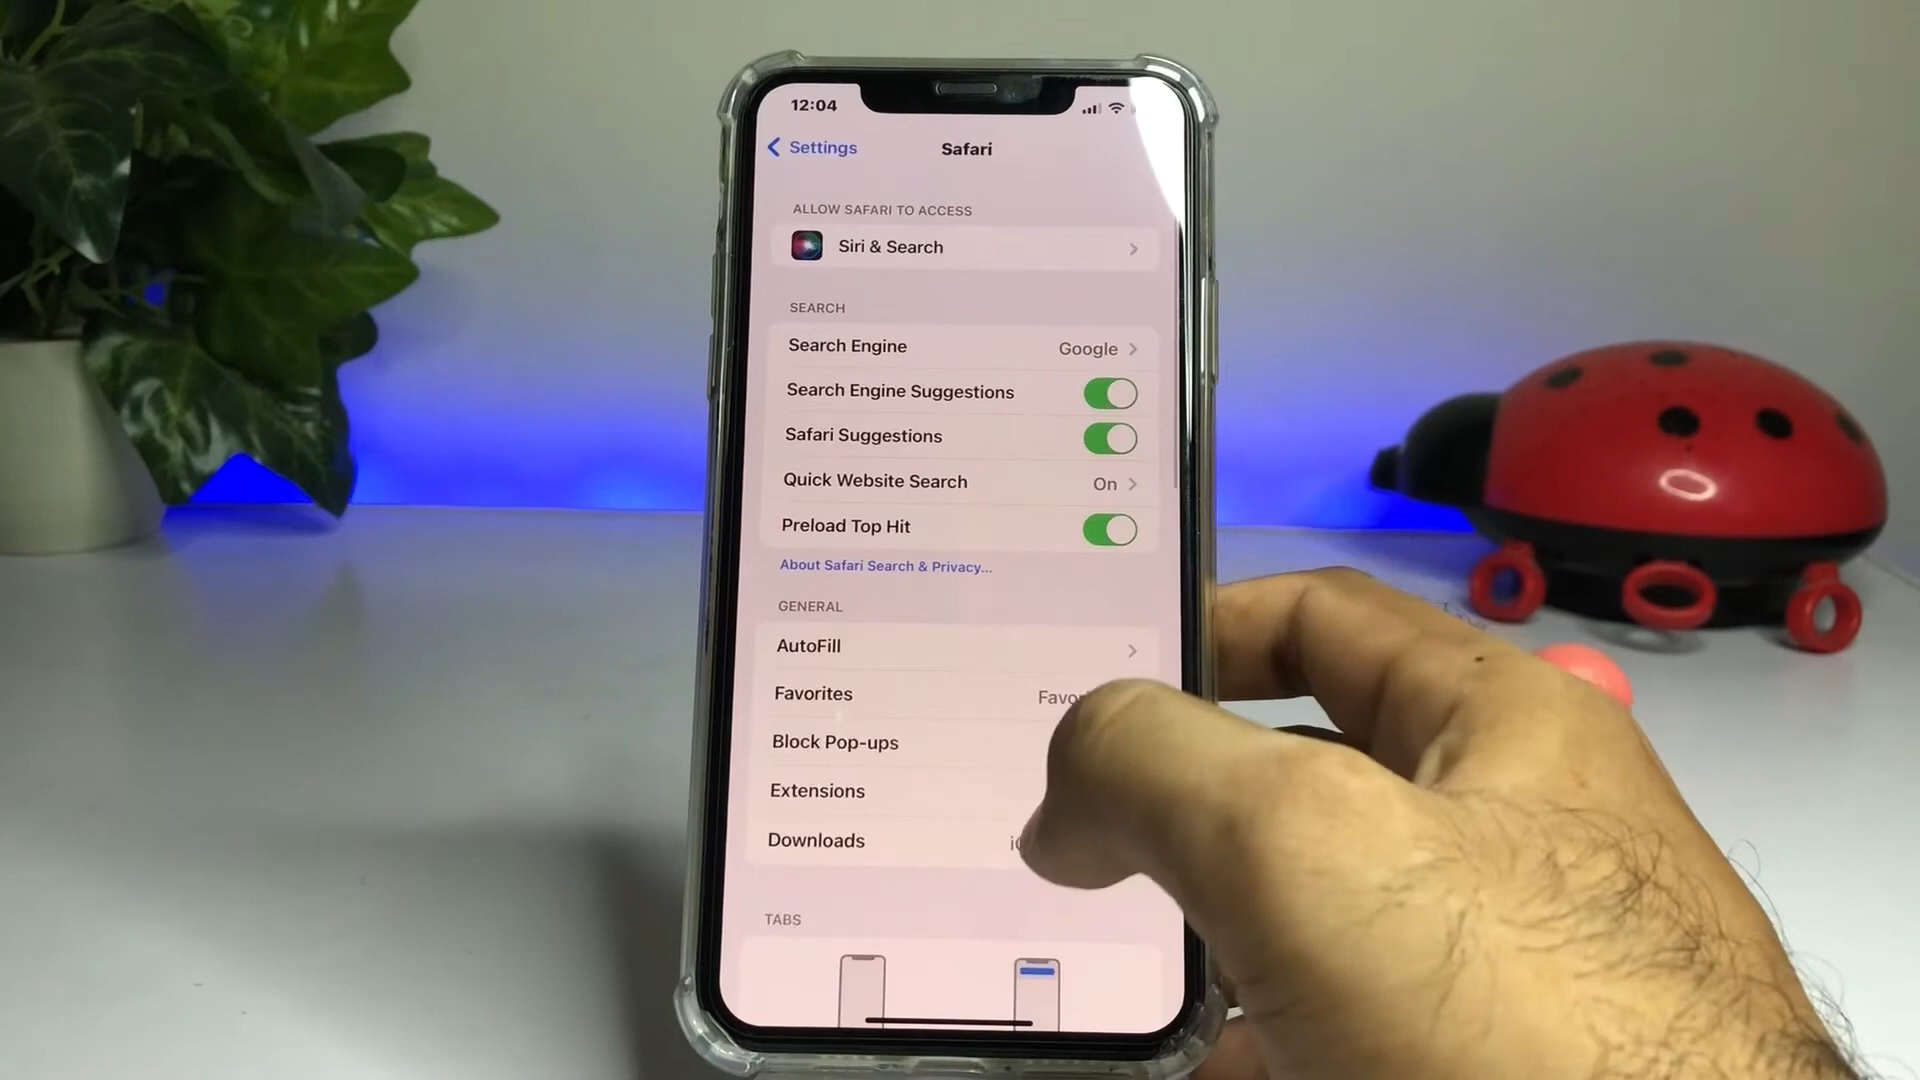 12:04
Settings
Safari
ALLOW SAFARI TO ACCESS
Siri & Search
SEARCH
Search Engine Google
Search Engine Suggestions
Safari Suggestions
Quick Website Search On
Preload Top Hit
About Safari Search & Privacy...
GENERAL
AutoFill
Favorites
Block Pop-ups
Extensions
Downloads
TABS